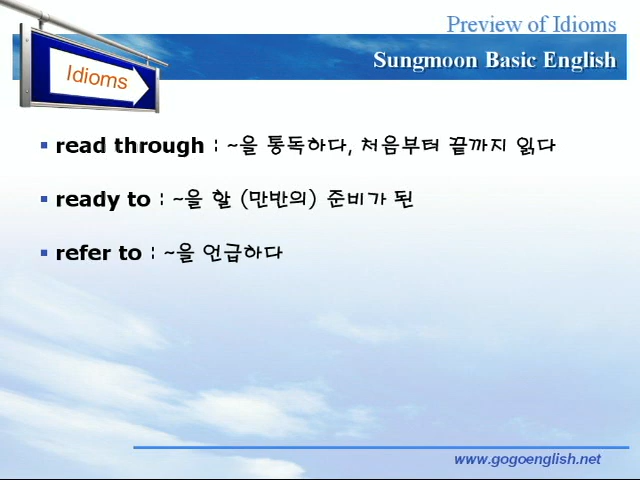 Preview of Idioms
Sungmoon Basic English
Idioms
read through : ~을 통독하다, 처음부터 끝까지 읽다
ready to : ~을 할 (만반의) 준비가 된
refer to : ~을 언급하다
www.gogoenglish.net